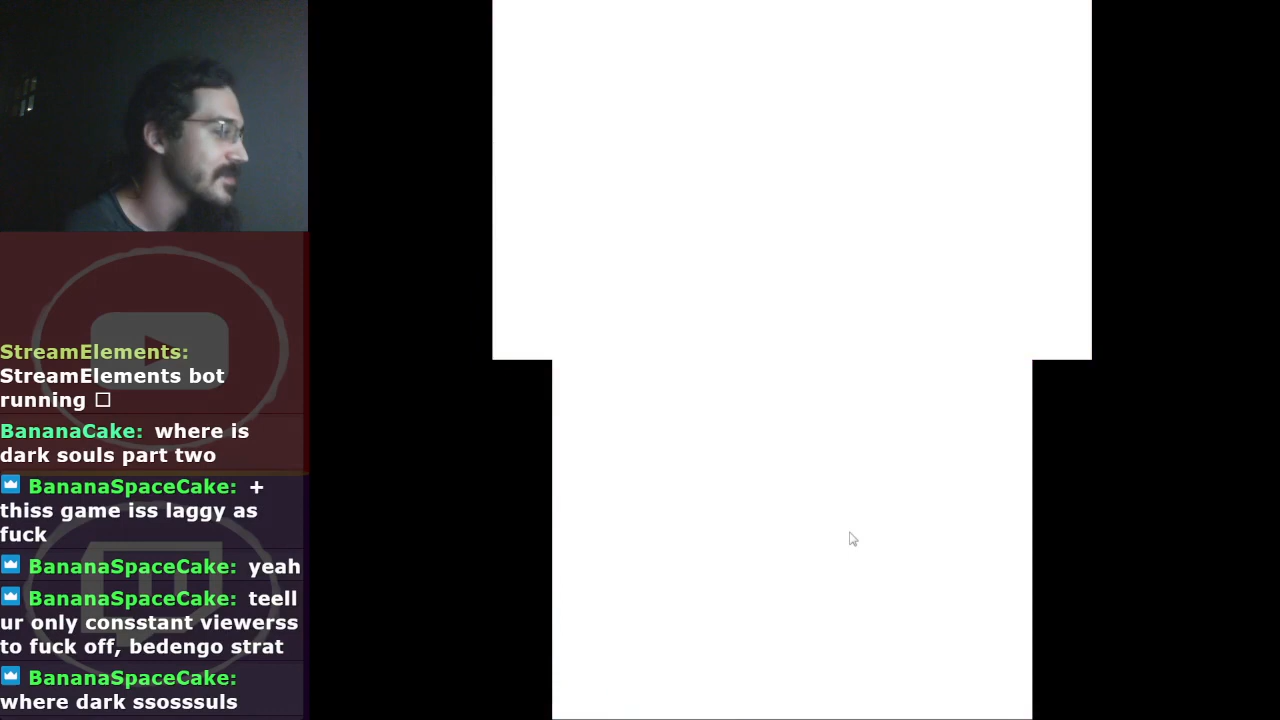 StreamElements:
StreamElements bot
running □
BananaCake: where is
dark souls part two
BananaSpaceCake: +
thiss game iss laggy as
fuck
BananaSpaceCake: yeah
BananaSpaceCake: teell
ur only consstant viewerss
to fuck off, bedengo strat
BananaSpaceCake:
where dark ssosssuls